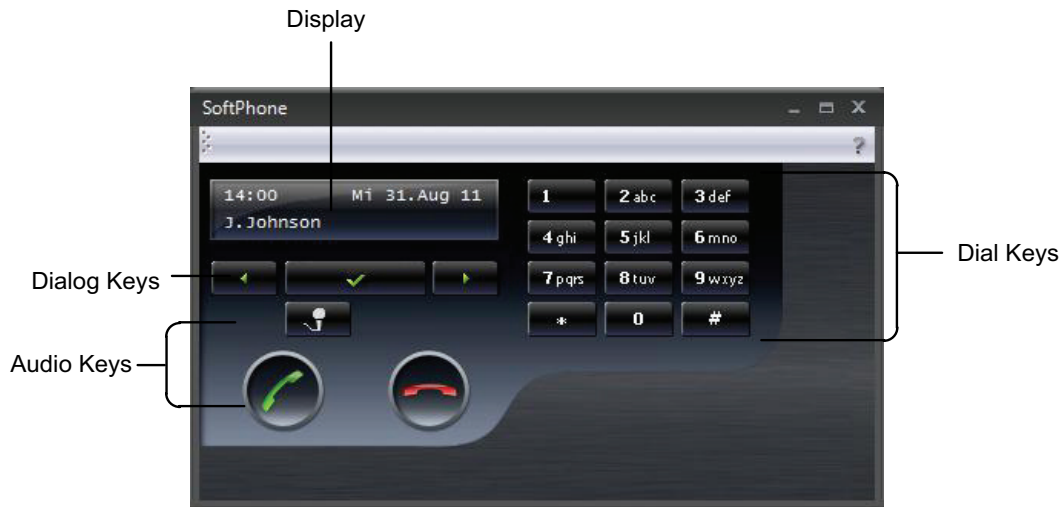 Display
SoftPhone
?
14:00 Mi 31.Aug 11
J.Johnson
1 2 abc 3 def
4 ghi 5 jkl 6 mno
7 pqrs 8 tuv 9 wxyz
* 0 #
Dial Keys
Dialog Keys
Audio Keys